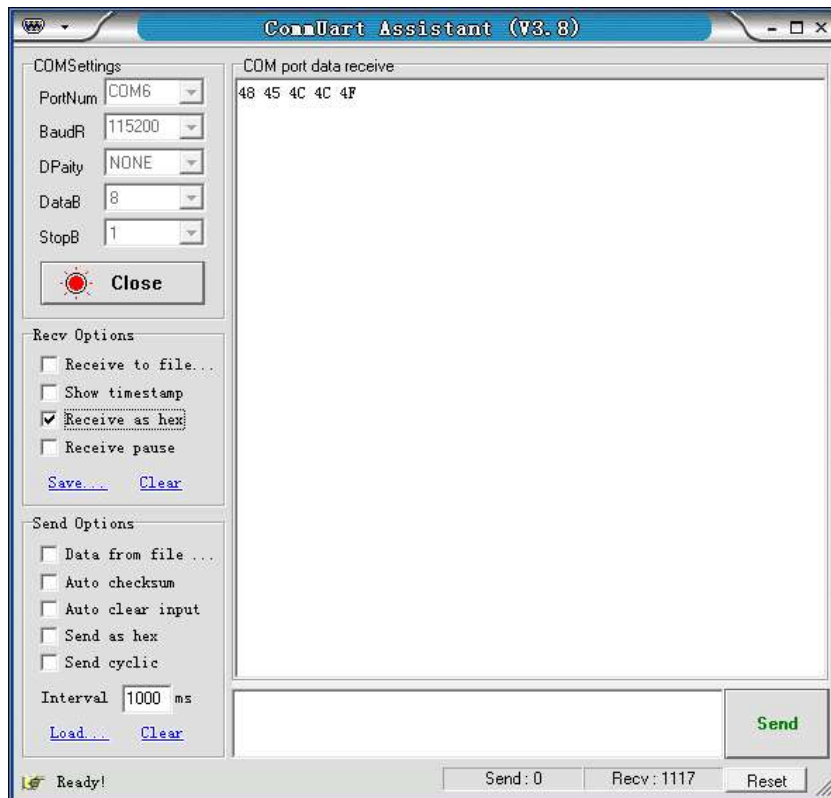 CommUart Assistant (V3.8)
COMSettings
PortNum COM6
BaudR 115200
DPaity NONE
DataB 8
StopB 1
Close
Recv Options
Receive to file...
Show timestamp
Receive as hex
Receive pause
Save... Clear
Send Options
Data from file ...
Auto checksum
Auto clear input
Send as hex
Send cyclic
Interval 1000 ms
Load... Clear
COM port data receive
48 45 4C 4C 4F
Send
Ready!
Send : 0
Recv : 1117
Reset